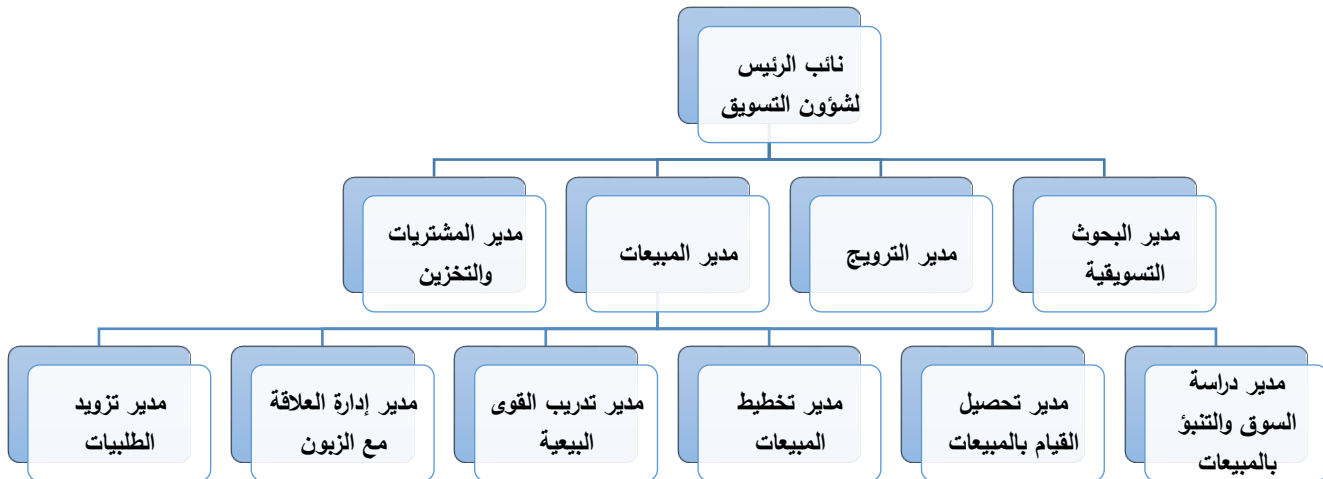 نائب الرئيس
لشؤون التسويق
مدير البحوث
التسويقية
مدير الترويج
مدير المبيعات
مدير المشتريات
والتخزين
مدير دراسة
السوق والتنبؤ
بالمبيعات
مدير تحصيل
القيام بالمبيعات
مدير تخطيط
المبيعات
مدير تدريب القوى
البيعية
مدير إدارة العلاقة
مع الزبون
مدير تزويد
الطلبيات